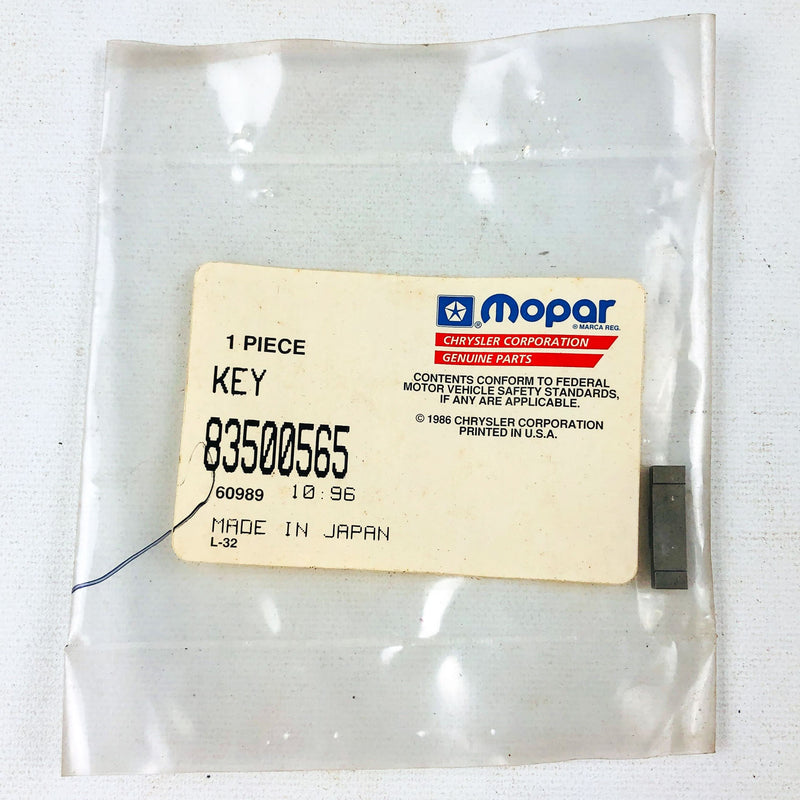 ® mopar
® MARCA REG.
CHRYSLER CORPORATION
GENUINE PARTS
1 PIECE
KEY
CONTENTS CONFORM TO FEDERAL
MOTOR VEHICLE SAFETY STANDARDS,
IF ANY ARE APPLICABLE.
© 1986 CHRYSLER CORPORATION
PRINTED IN U.S.A.
83500565
60989 10:96
MADE IN JAPAN
L-32